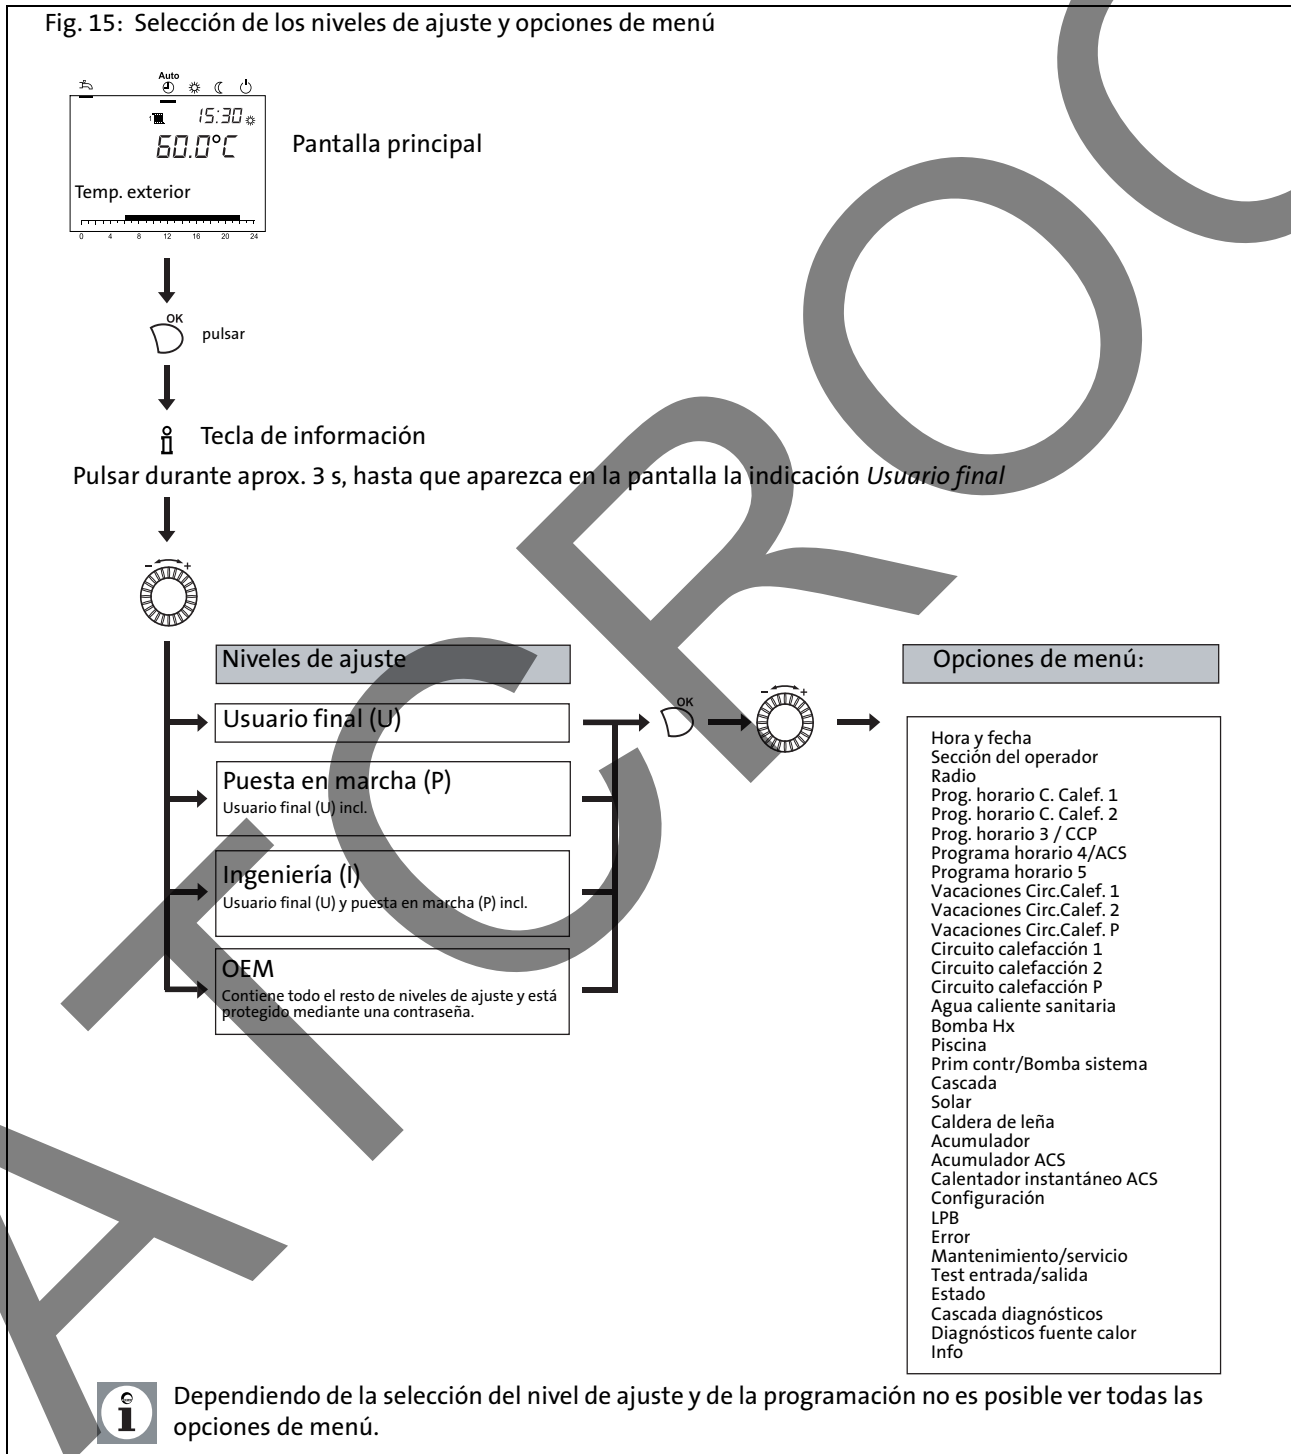 Fig. 15: Selección de los niveles de ajuste y opciones de menú
Auto
15:30
60.0°C
Pantalla principal
Temp. exterior
0 4 8 12 16 20 24
OK
pulsar
Tecla de información
Pulsar durante aprox. 3 s, hasta que aparezca en la pantalla la indicación Usuario final
- +
Niveles de ajuste
Usuario final (U)
Puesta en marcha (P)
Usuario final (U) incl.
Ingeniería (I)
Usuario final (U) y puesta en marcha (P) incl.
OEM
Contiene todo el resto de niveles de ajuste y está
protegido mediante una contraseña.
OK
- +
Opciones de menú:
Hora y fecha
Sección del operador
Radio
Prog. horario C. Calef. 1
Prog. horario C. Calef. 2
Prog. horario 3 / CCP
Programa horario 4/ACS
Programa horario 5
Vacaciones Circ.Calef. 1
Vacaciones Circ.Calef. 2
Vacaciones Circ.Calef. P
Circuito calefacción 1
Circuito calefacción 2
Circuito calefacción P
Agua caliente sanitaria
Bomba Hx
Piscina
Prim contr/Bomba sistema
Cascada
Solar
Caldera de leña
Acumulador
Acumulador ACS
Calentador instantáneo ACS
Configuración
LPB
Error
Mantenimiento/servicio
Test entrada/salida
Estado
Cascada diagnósticos
Diagnósticos fuente calor
Info
Dependiendo de la selección del nivel de ajuste y de la programación no es posible ver todas las
opciones de menú.
ATCROC